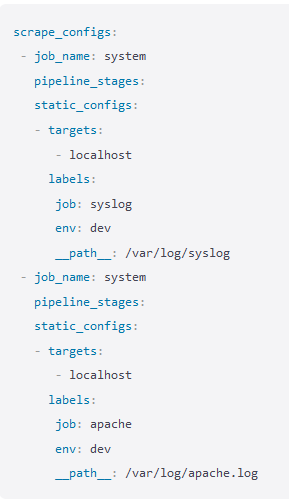 scrape_configs:
 - job_name: system
   pipeline_stages:
   static_configs:
   - targets:
      - localhost
     labels:
      job: syslog
      env: dev
      __path__: /var/log/syslog
 - job_name: system
   pipeline_stages:
   static_configs:
   - targets:
      - localhost
     labels:
      job: apache
      env: dev
      __path__: /var/log/apache.log